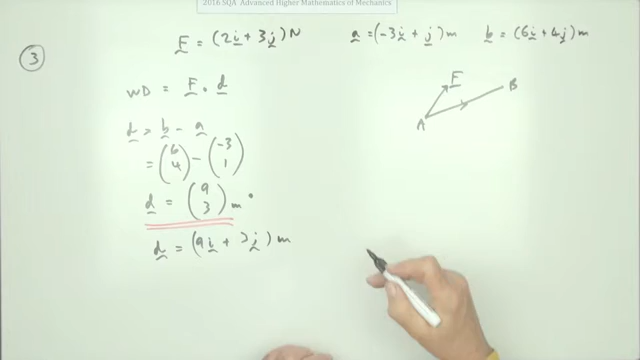 2016 SQA Advanced Higher Mathematics of Mechanics
3
F = (2i + 3j) N
a = (-3i + j) m
b = (6i + 4j) m
WD = F . d
d = b - a
= (6 4) - (-3 1)
d = (9 3) m
d = (9i + 3j) m
F
A
B